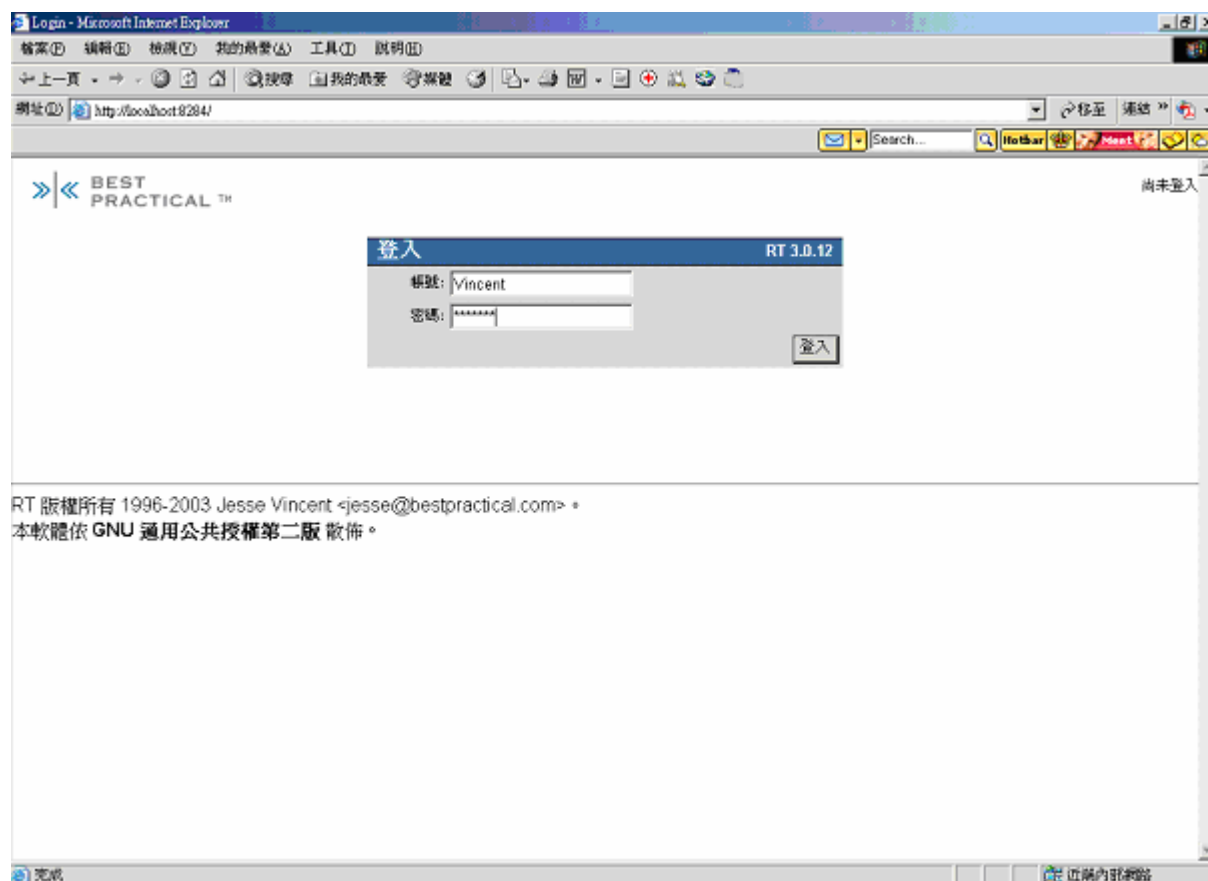 Login - Microsoft Internet Explorer
檔案(F) 編輯(E) 檢視(V) 我的最愛(A) 工具(T) 說明(H)
上一頁 搜尋 我的最愛 媒體
網址(D) http://localhost:8284/ 移至 連結 »
Search... Hotbar Meet
BEST PRACTICAL TM
尚未登入
登入 RT 3.0.12
帳號: Vincent
密碼: *******
登入
RT 版權所有 1996-2003 Jesse Vincent <jesse@bestpractical.com>。
本軟體依 GNU 通用公共授權第二版 散佈。
完成 近端內部網路